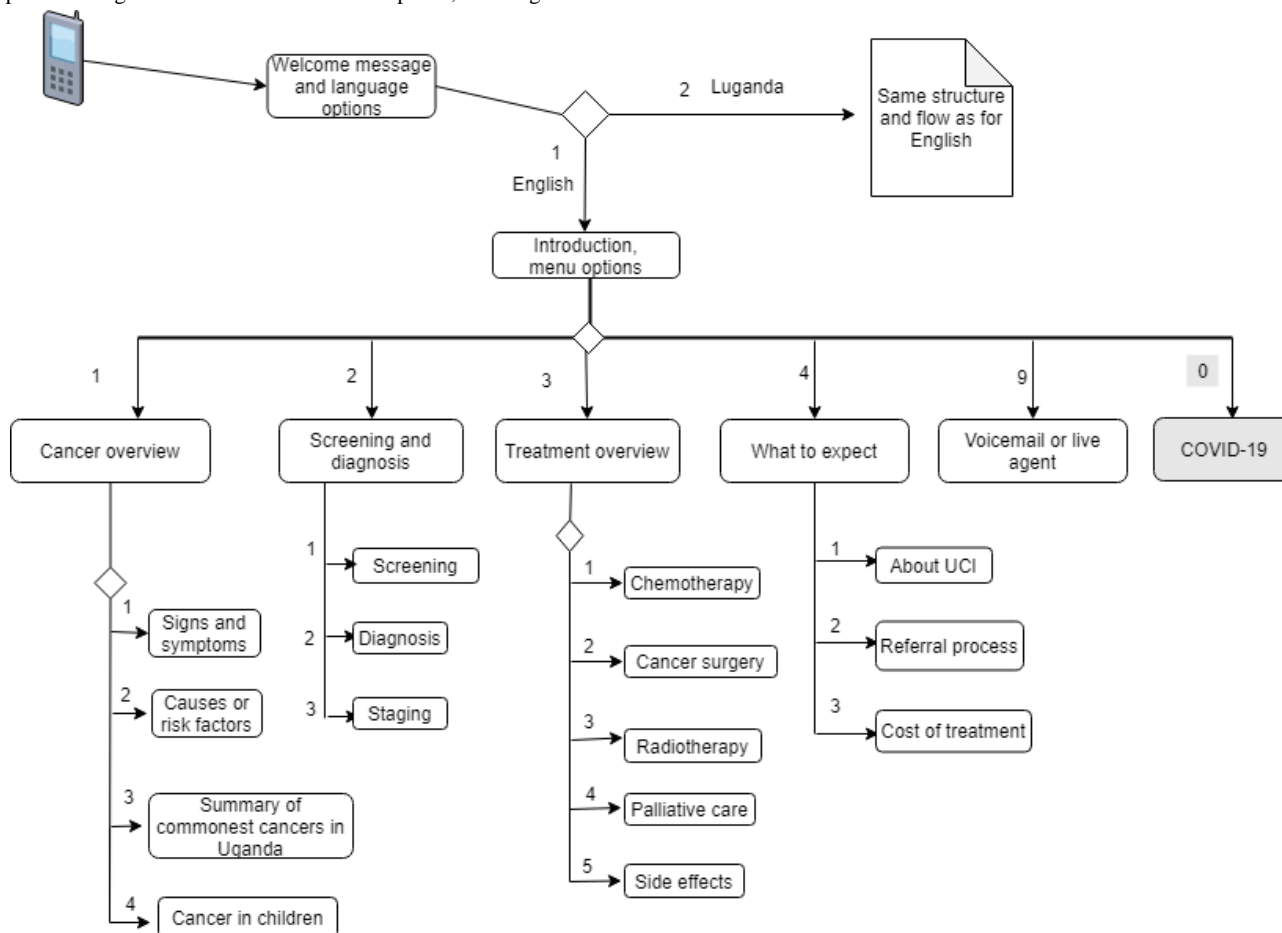 Welcome message
and language
options
2 Luganda
Same structure
and flow as for
English
1
English
Introduction,
menu options
1
2
3
4
9
0
Cancer overview
Screening and
diagnosis
Treatment overview
What to expect
Voicemail or live
agent
COVID-19
1
Signs and
symptoms
2
Causes or
risk factors
3
Summary of
commonest cancers in
Uganda
4
Cancer in children
1
Screening
2
Diagnosis
3
Staging
1
Chemotherapy
2
Cancer surgery
3
Radiotherapy
4
Palliative care
5
Side effects
1
About UCI
2
Referral process
3
Cost of treatment